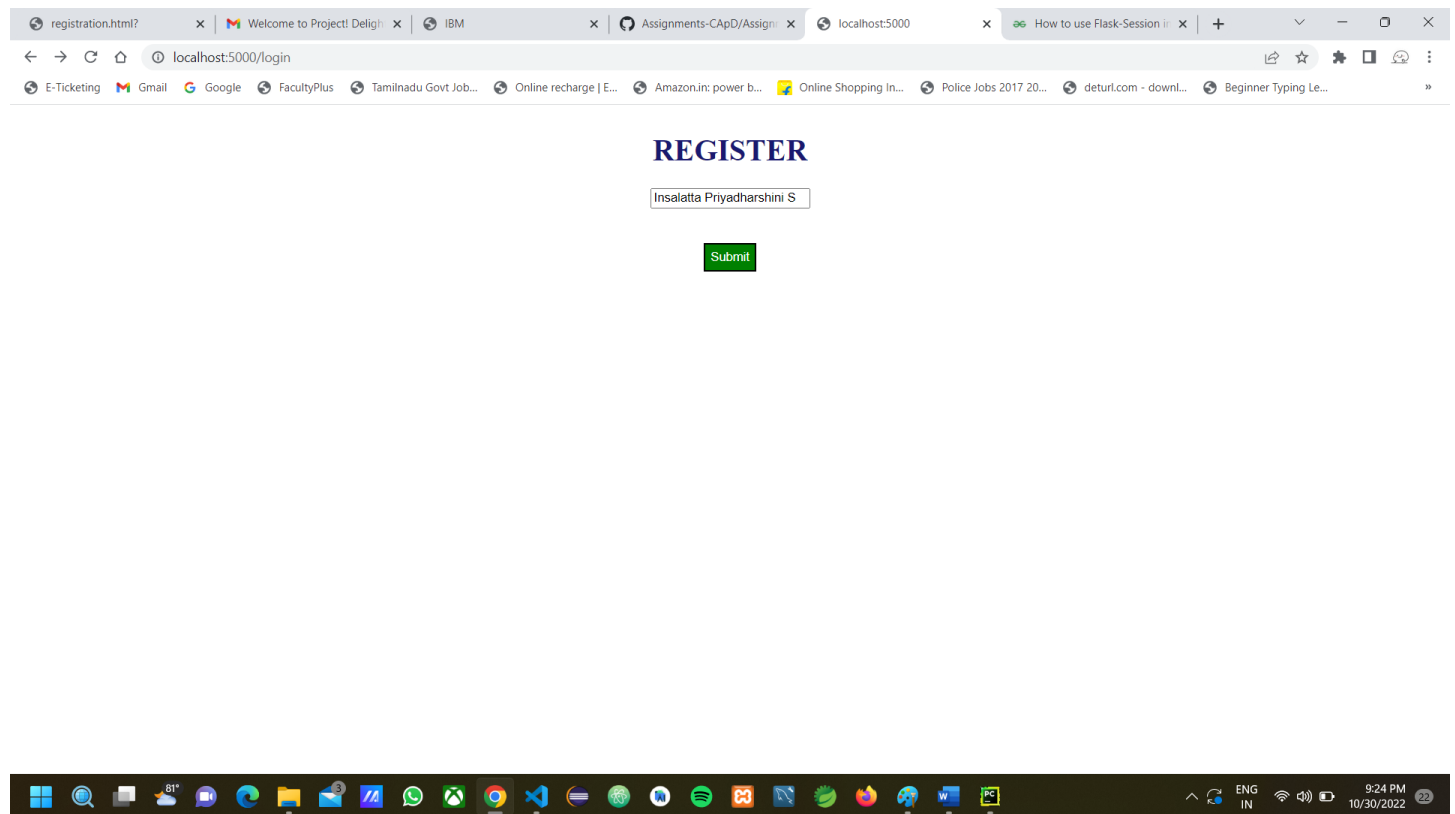 registration.html?
Welcome to Project! Deligh
IBM
Assignments-CApD/Assignm
localhost:5000
How to use Flask-Session in
localhost:5000/login
E-Ticketing
Gmail
Google
FacultyPlus
Tamilnadu Govt Job...
Online recharge | E...
Amazon.in: power b...
Online Shopping In...
Police Jobs 2017 20...
deturl.com - downl...
Beginner Typing Le...
»
REGISTER
Insalatta Priyadharshini S
Submit
81°
3
PC
ENG
IN
9:24 PM
10/30/2022
22